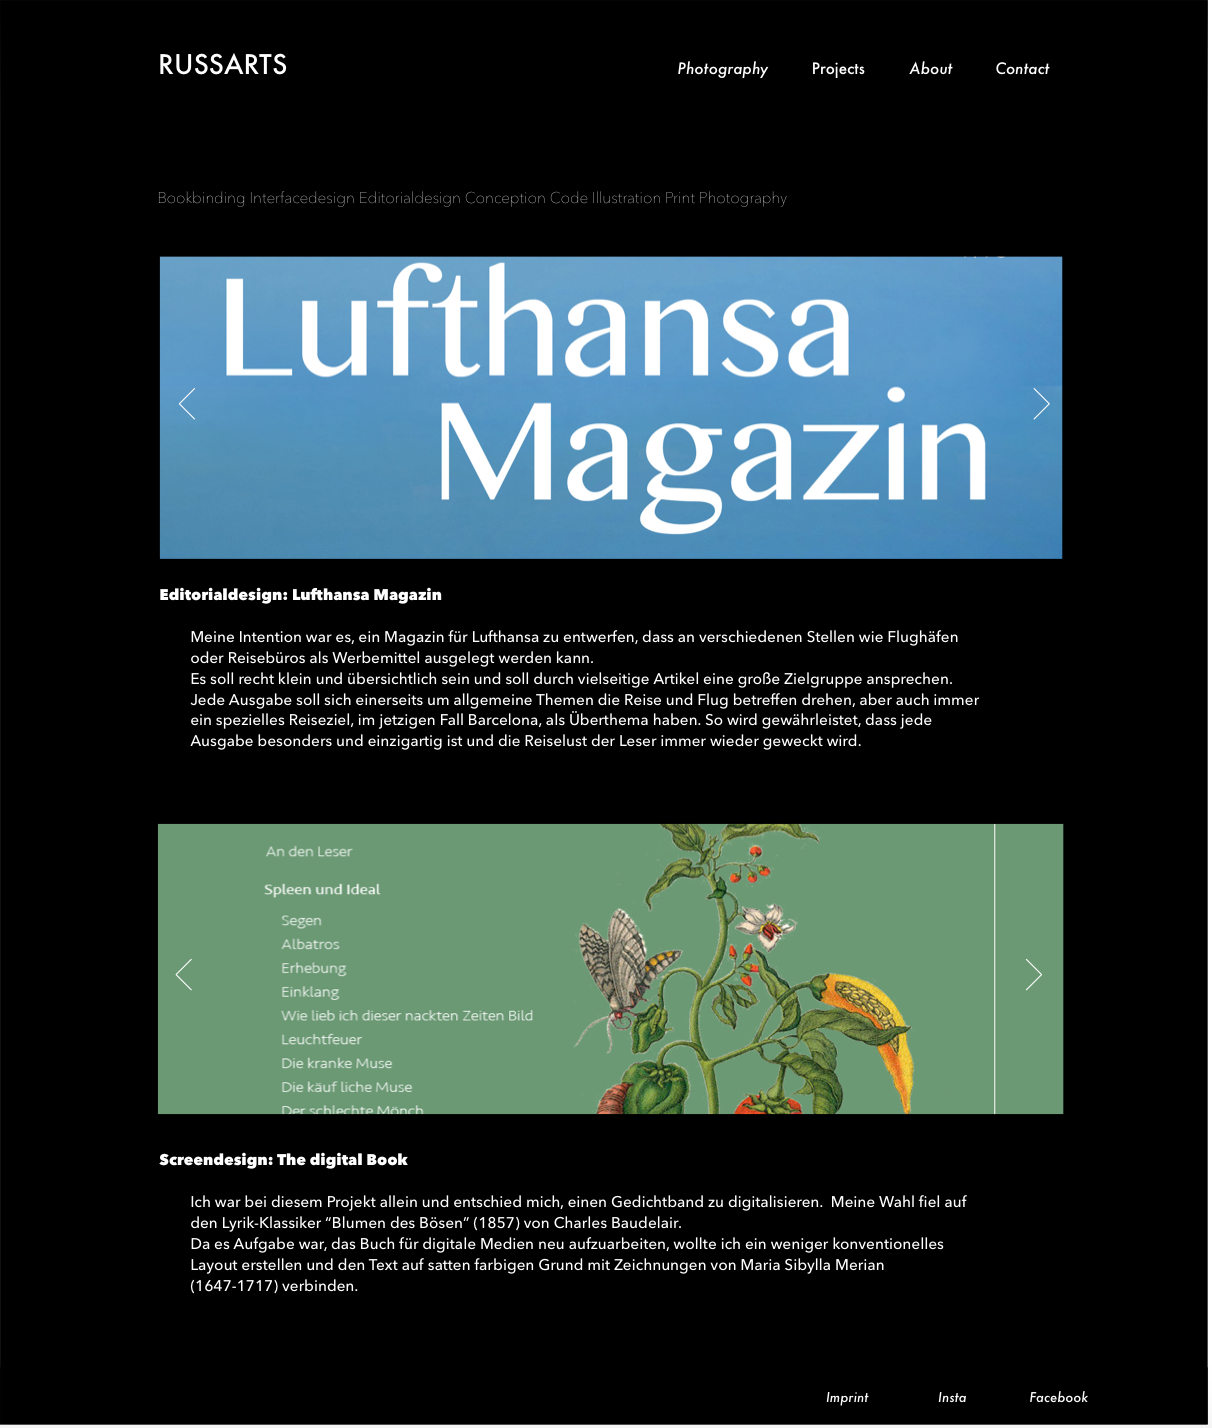 RUSSARTS
Photography Projects About Contact
Bookbinding Interfacedesign Editorialdesign Conception Code Illustration Print Photography
Lufthansa
Magazin
Editorialdesign: Lufthansa Magazin
Meine Intention war es, ein Magazin für Lufthansa zu entwerfen, dass an verschiedenen Stellen wie Flughäfen
oder Reisebüros als Werbemittel ausgelegt werden kann.
Es soll recht klein und übersichtlich sein und soll durch vielseitige Artikel eine große Zielgruppe ansprechen.
Jede Ausgabe soll sich einerseits um allgemeine Themen die Reise und Flug betreffen drehen, aber auch immer
ein spezielles Reiseziel, im jetzigen Fall Barcelona, als Überthema haben. So wird gewährleistet, dass jede
Ausgabe besonders und einzigartig ist und die Reiselust der Leser immer wieder geweckt wird.
An den Leser
Spleen und Ideal
Segen
Albatros
Erhebung
Einklang
Wie lieb ich dieser nackten Zeiten Bild
Leuchtfeuer
Die kranke Muse
Die käuf liche Muse
Der schlechte Mönch
Screendesign: The digital Book
Ich war bei diesem Projekt allein und entschied mich, einen Gedichtband zu digitalisieren.  Meine Wahl fiel auf
den Lyrik-Klassiker “Blumen des Bösen” (1857) von Charles Baudelair.
Da es Aufgabe war, das Buch für digitale Medien neu aufzuarbeiten, wollte ich ein weniger konventionelles
Layout erstellen und den Text auf satten farbigen Grund mit Zeichnungen von Maria Sibylla Merian
(1647-1717) verbinden.
Imprint Insta Facebook